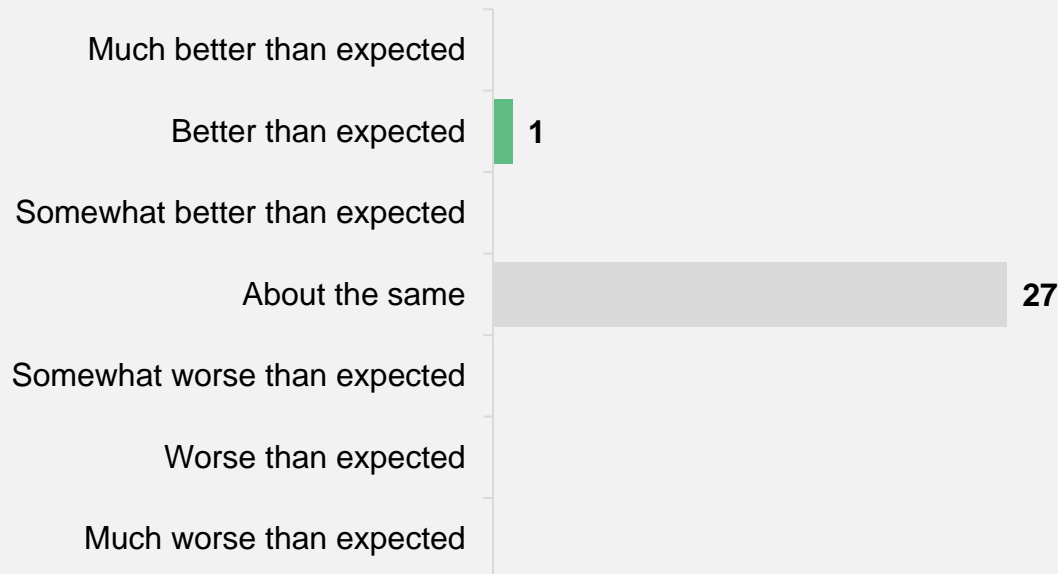 Much better than expected
Better than expected 1
Somewhat better than expected
About the same 27
Somewhat worse than expected
Worse than expected
Much worse than expected